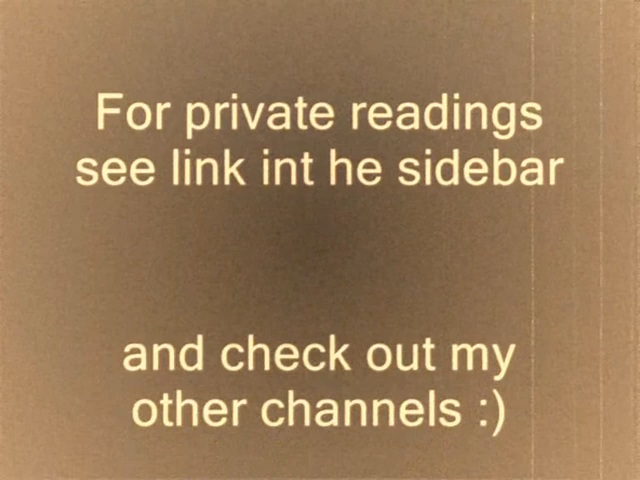 For private readings
see link int he sidebar
and check out my
other channels :)